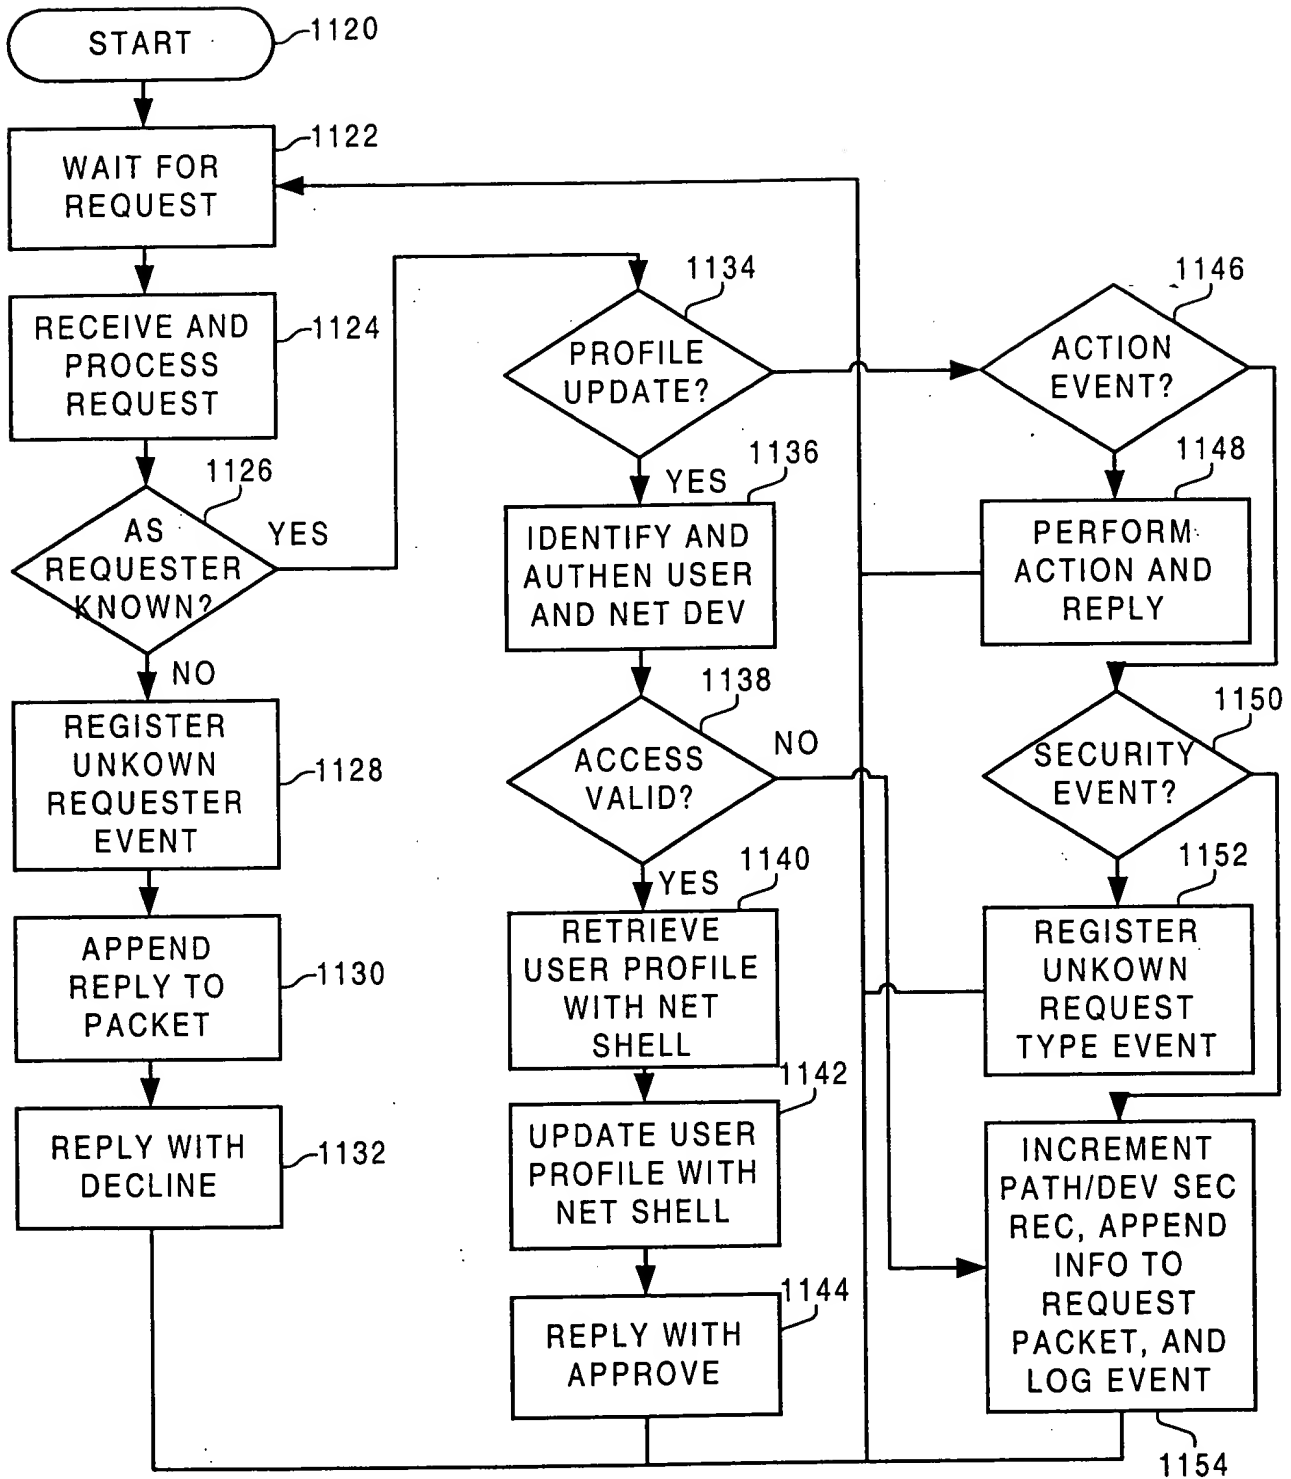 START
1120
WAIT FOR
REQUEST
1122
RECEIVE AND
PROCESS
REQUEST
1124
AS
REQUESTER
KNOWN?
1126
YES
NO
REGISTER
UNKOWN
REQUESTER
EVENT
1128
APPEND
REPLY TO
PACKET
1130
REPLY WITH
DECLINE
1132
PROFILE
UPDATE?
1134
YES
IDENTIFY AND
AUTHEN USER
AND NET DEV
1136
ACCESS
VALID?
1138
NO
YES
RETRIEVE
USER PROFILE
WITH NET
SHELL
1140
UPDATE USER
PROFILE WITH
NET SHELL
1142
REPLY WITH
APPROVE
1144
ACTION
EVENT?
1146
PERFORM
ACTION AND
REPLY
1148
SECURITY
EVENT?
1150
REGISTER
UNKOWN
REQUEST
TYPE EVENT
1152
INCREMENT
PATH/DEV SEC
REC, APPEND
INFO TO
REQUEST
PACKET, AND
LOG EVENT
1154